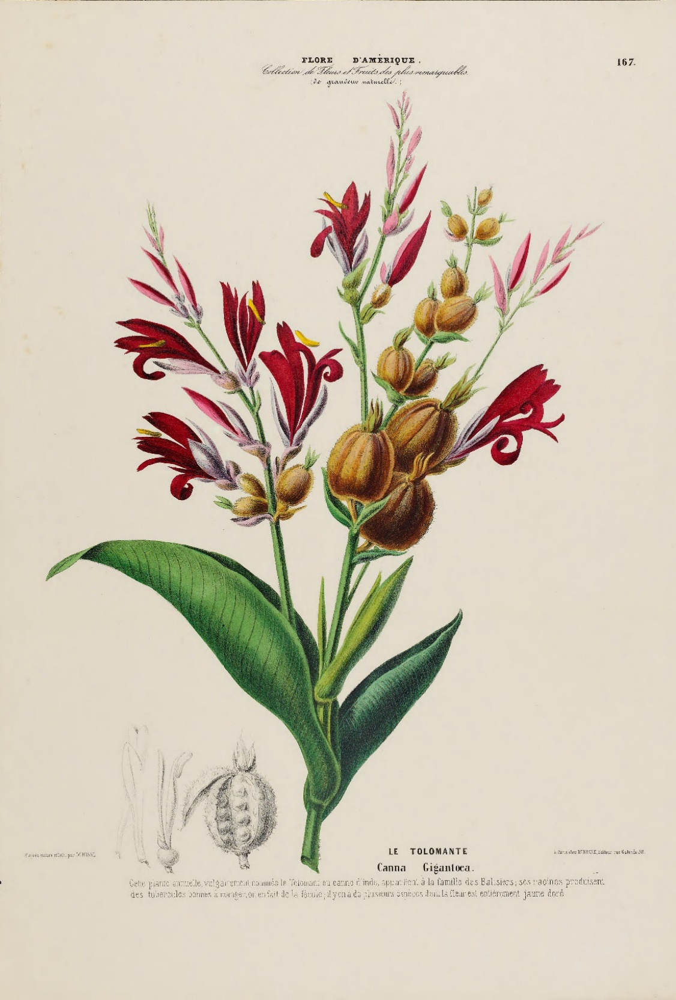 FLORE D'AMÉRIQUE.
167.
Collection de Fleurs et Fruits des plus remarquables
(de grandeur naturelle.)
d'après nature et lith. par DENISSE
à Paris chez DENISSE, Editeur rue Galande
LE TOLOMANTE
Canna Gigantoea.
Cette plante annuelle, vulgairement nommée le Toloman ou canne d'inde, appartient à la famille des Balisiers; ses racines produisent
des tubercules bonnes à manger, on en fait de la fécule; il y en a de plusieurs espèces dont la fleur est entièrement jaune doré